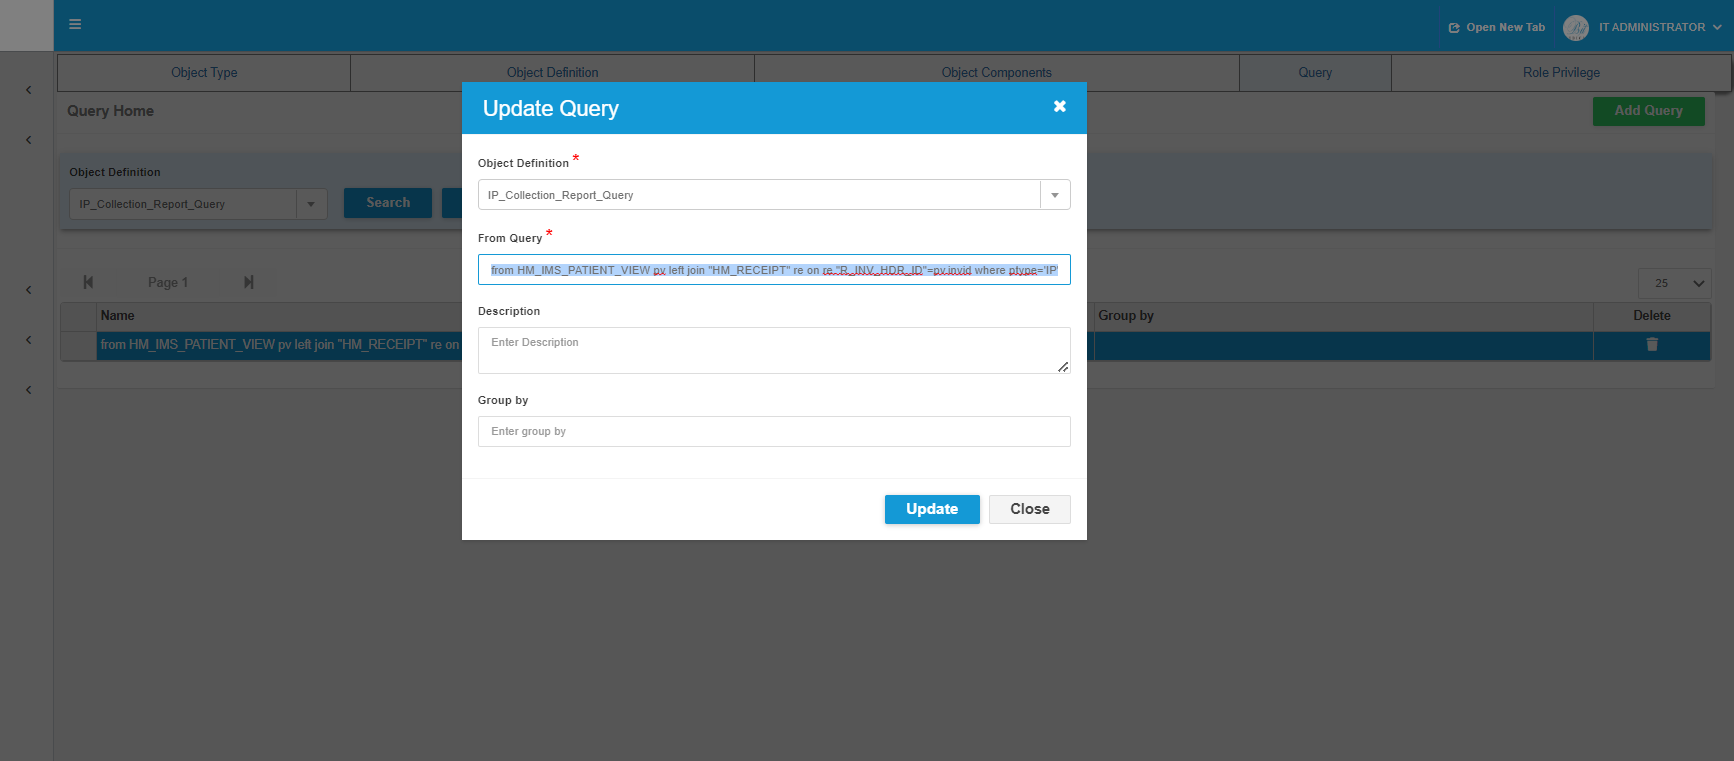 Open New Tab
IT ADMINISTRATOR
Object Type
Object Definition
Object Components
Query
Role Privilege
Query Home
Add Query
Object Definition
IP_Collection_Report_Query
Search
Page 1
25
Name
Group by
Delete
from HM_IMS_PATIENT_VIEW pv left join "HM_RECEIPT" re on
Update Query
Object Definition *
IP_Collection_Report_Query
From Query *
from HM_IMS_PATIENT_VIEW pv left join "HM_RECEIPT" re on re."R_INV_HDR_ID"=pv.invid where ptype='IP'
Description
Enter Description
Group by
Enter group by
Update
Close